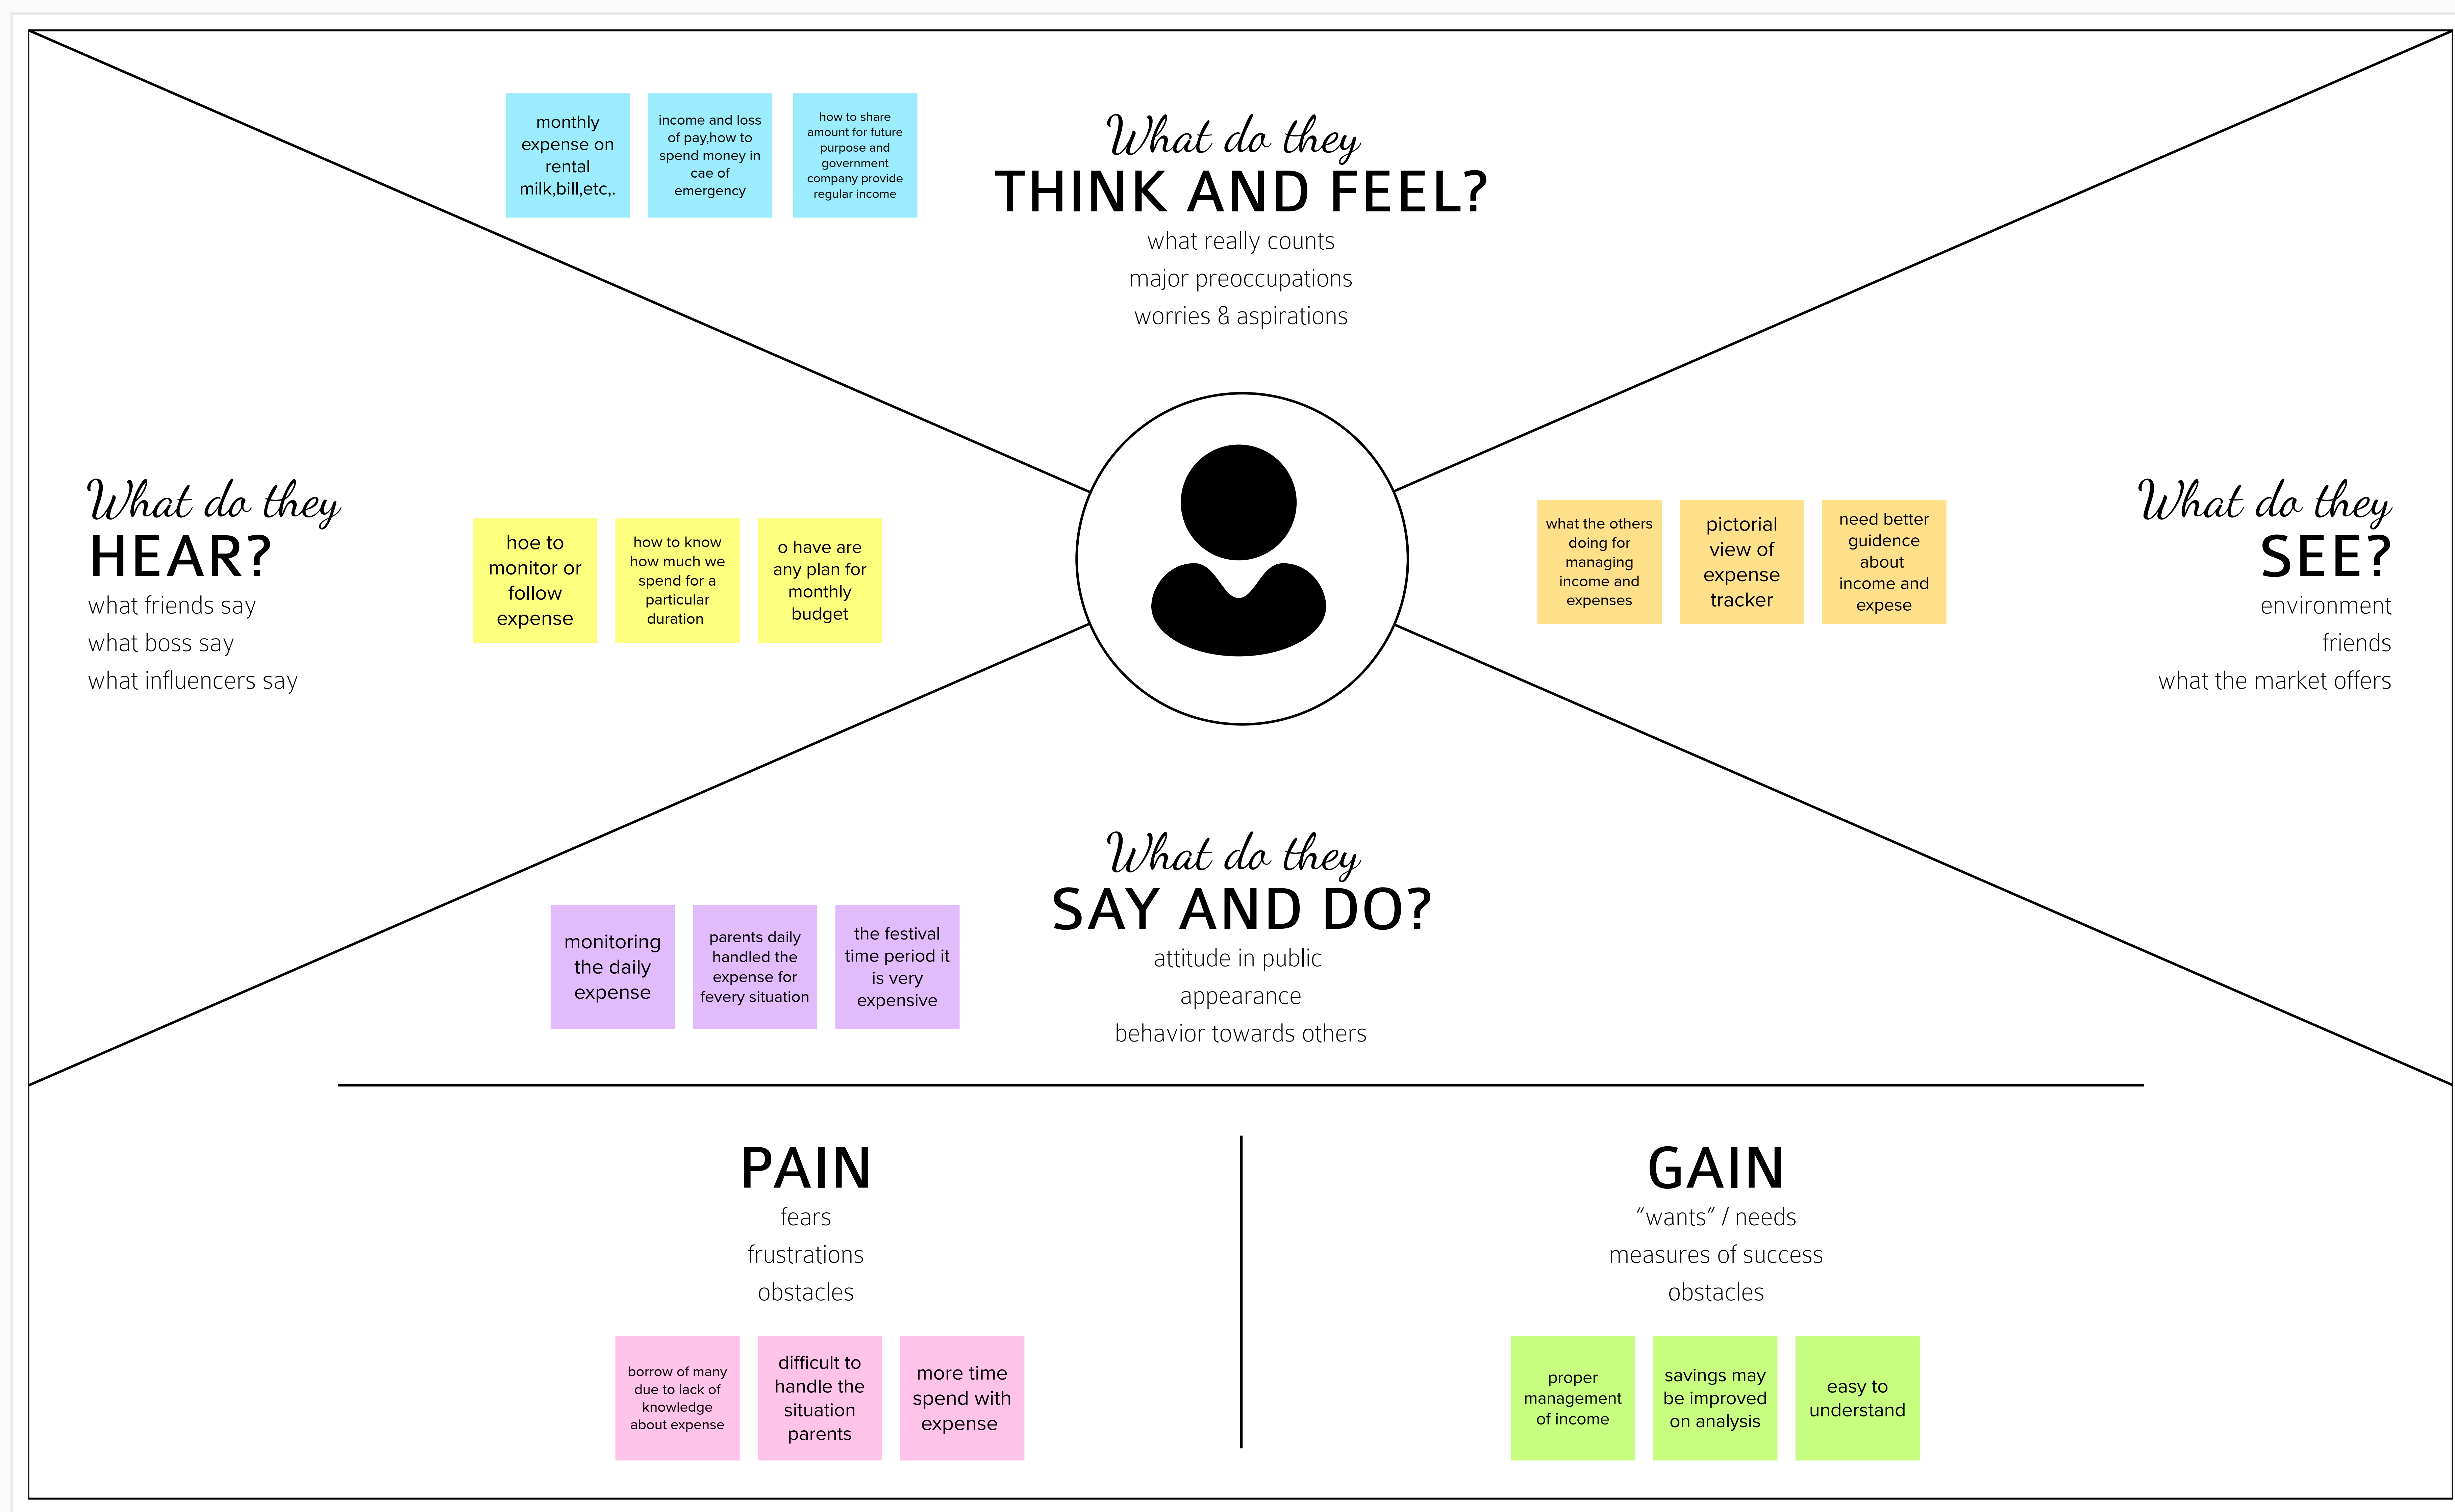 monthly
expense on
rental
milk,bill,etc,.
income and loss
of pay,how to
spend money in
cae of
emergency
how to share
amount for future
purpose and
government
company provide
regular income
What do they
THINK AND FEEL?
what really counts
major preoccupations
worries & aspirations
What do they
HEAR?
what friends say
what boss say
what influencers say
hoe to
monitor or
follow
expense
how to know
how much we
spend for a
particular
duration
o have are
any plan for
monthly
budget
what the others
doing for
managing
income and
expenses
pictorial
view of
expense
tracker
need better
guidence
about
income and
expese
What do they
SEE?
environment
friends
what the market offers
What do they
SAY AND DO?
attitude in public
appearance
behavior towards others
monitoring
the daily
expense
parents daily
handled the
expense for
fevery situation
the festival
time period it
is very
expensive
PAIN
fears
frustrations
obstacles
borrow of many
due to lack of
knowledge
about expense
difficult to
handle the
situation
parents
more time
spend with
expense
GAIN
“wants” / needs
measures of success
obstacles
proper
management
of income
savings may
be improved
on analysis
easy to
understand